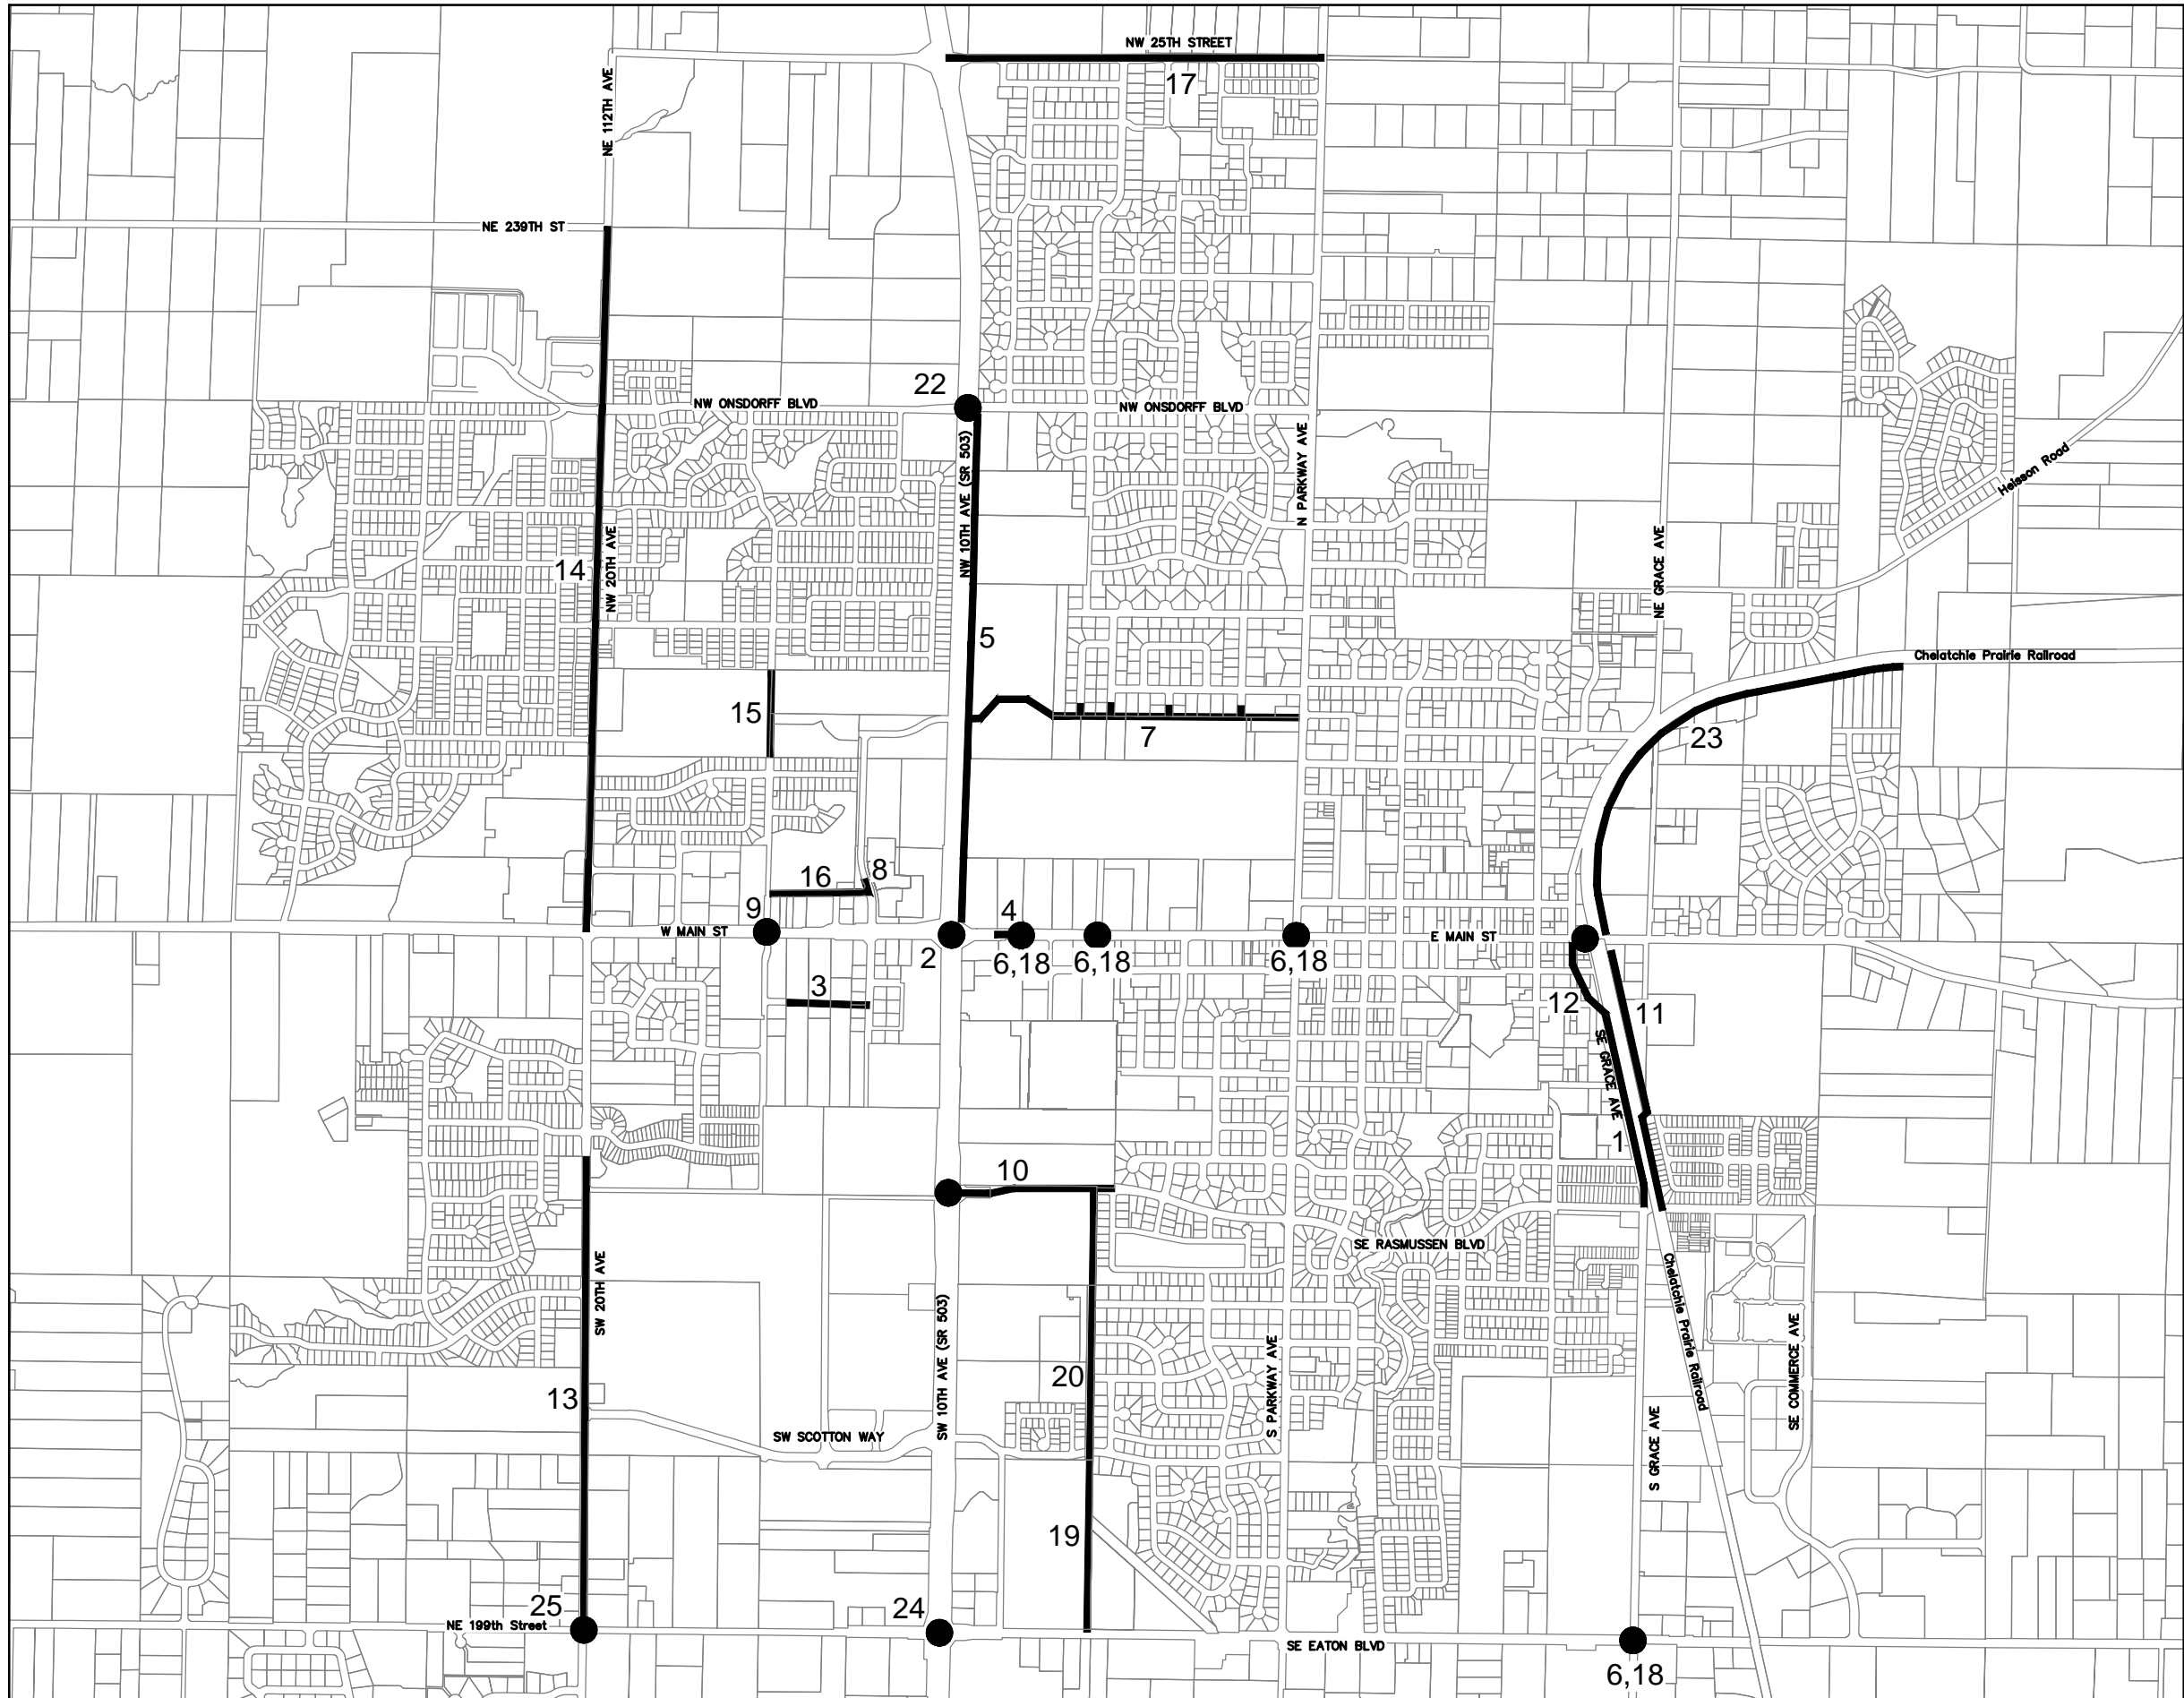 NW 25TH STREET
17
NE 112TH AVE
NE 239TH ST
22
NW ONSDORFF BLVD
NW ONSDORFF BLVD
N PARKWAY AVE
NW 10TH AVE (SR 503)
Heisson Road
NW 20TH AVE
14
NE GRACE AVE
5
Chelatchie Prairie Railroad
15
7
23
16
8
9
4
W MAIN ST
E MAIN ST
2
6,18
6,18
6,18
3
12
11
SE GRACE AVE
1
10
SE RASMUSSEN BLVD
SW 20TH AVE
SW 10TH AVE (SR 503)
Chelatchie Prairie Railroad
SE COMMERCE AVE
20
S PARKWAY AVE
13
SW SCOTTON WAY
S GRACE AVE
19
25
24
NE 199th Street
SE EATON BLVD
6,18